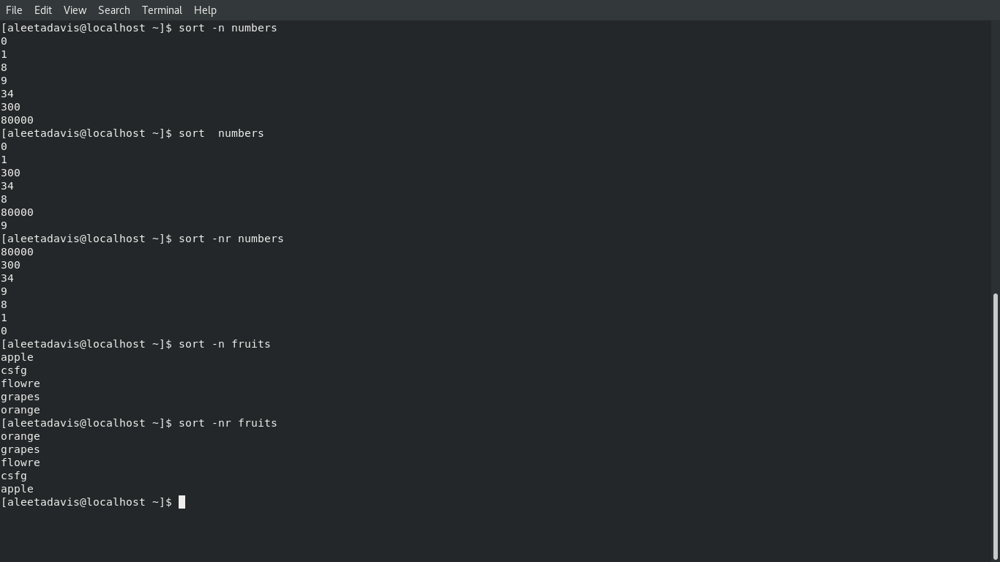 File Edit View Search Terminal Help
[aleetadavis@localhost ~]$ sort -n numbers
0
1
8
9
34
300
80000
[aleetadavis@localhost ~]$ sort  numbers
0
1
300
34
8
80000
9
[aleetadavis@localhost ~]$ sort -nr numbers
80000
300
34
9
8
1
0
[aleetadavis@localhost ~]$ sort -n fruits
apple
csfg
flowre
grapes
orange
[aleetadavis@localhost ~]$ sort -nr fruits
orange
grapes
flowre
csfg
apple
[aleetadavis@localhost ~]$